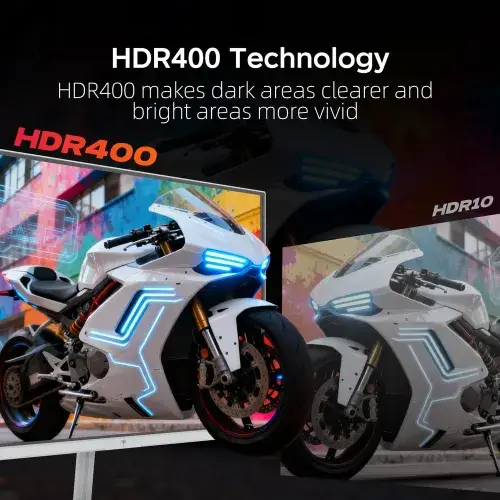 HDR400 Technology
HDR400 makes dark areas clearer and
bright areas more vivid
HDR400
HDR10